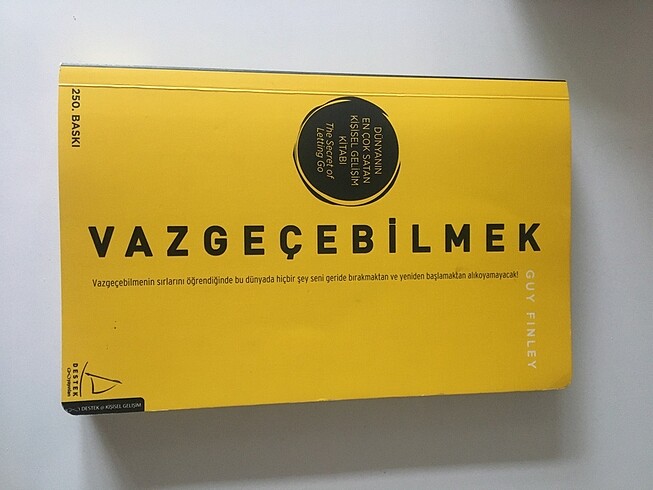 250. BASKI
DÜNYANIN
EN ÇOK SATAN
KİŞİSEL GELİŞİM
KİTABI
The Secret of
Letting Go
VAZGEÇEBİLMEK
Vazgeçebilmenin sırlarını öğrendiğinde bu dünyada hiçbir şey seni geride bırakmaktan ve yeniden başlamaktan alıkoyamayacak!
GUY FINLEY
DESTEK
DESTEK KİŞİSEL GELİŞİM